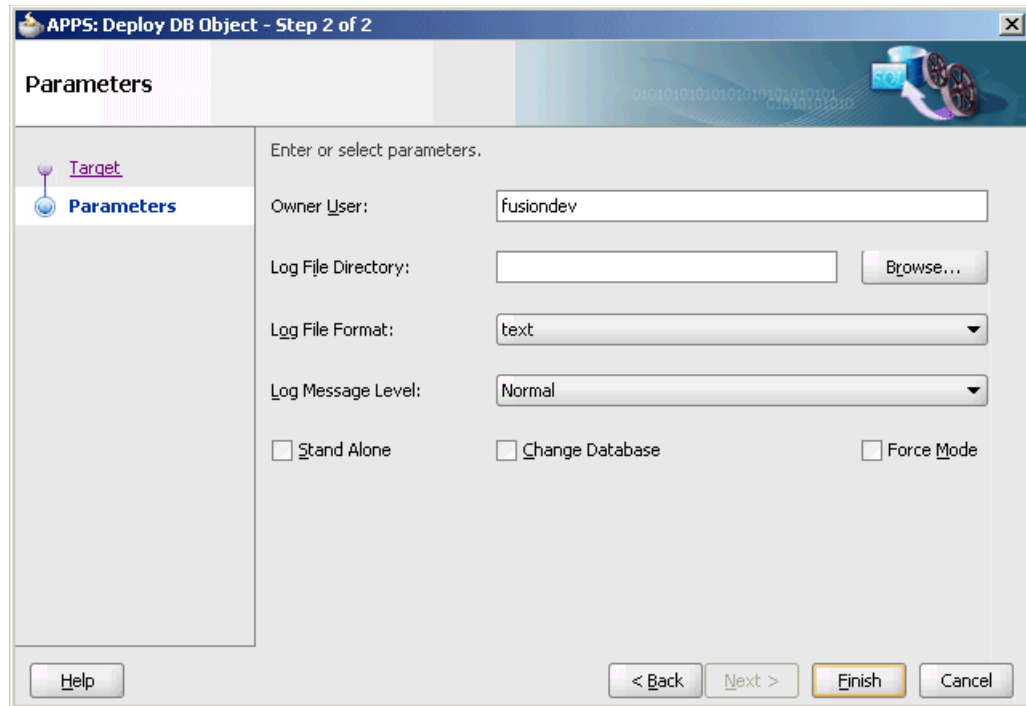 APPS: Deploy DB Object - Step 2 of 2
Parameters
SQL
Target
Parameters
Enter or select parameters.
Owner User: fusiondev
Log File Directory: Browse...
Log File Format: text
Log Message Level: Normal
Stand Alone Change Database Force Mode
Help < Back Next > Finish Cancel